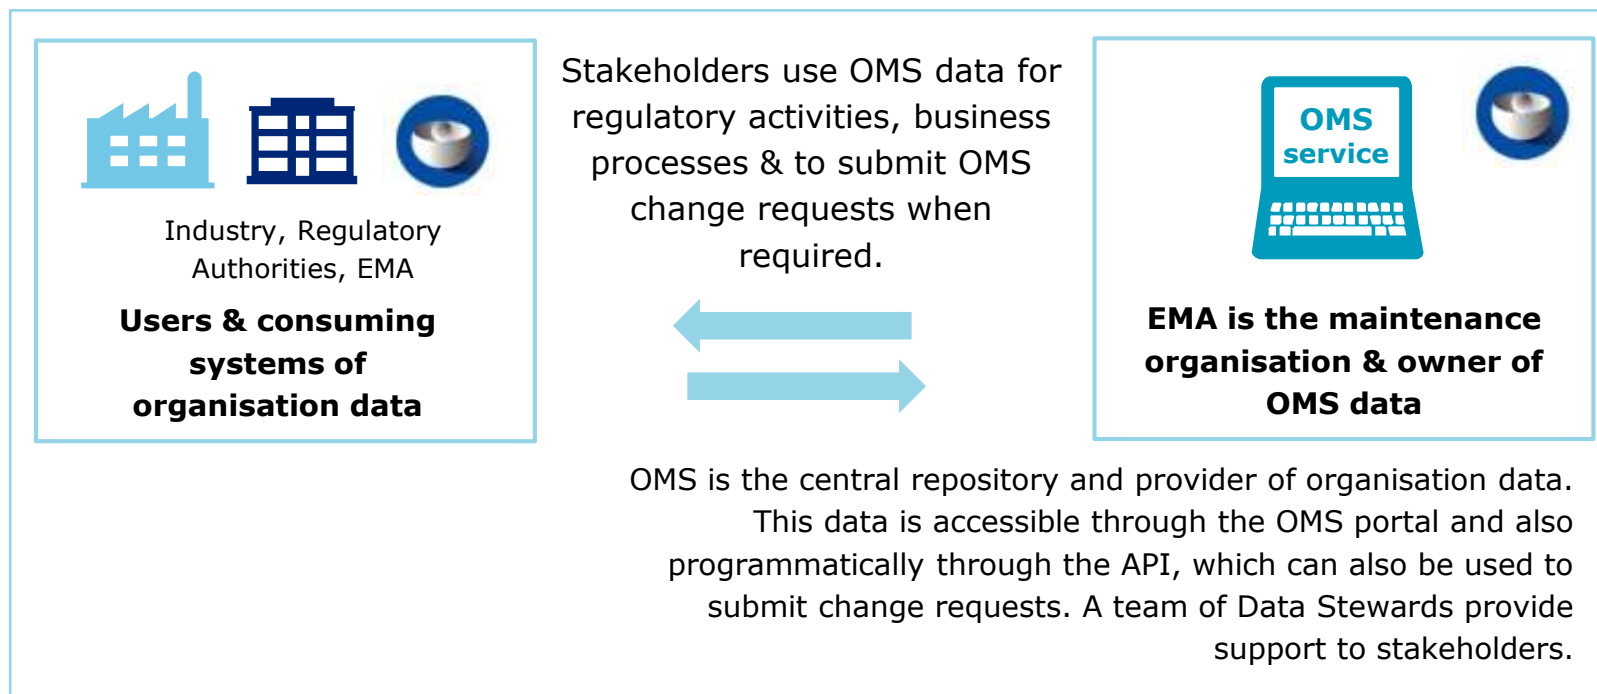 Industry, Regulatory
Authorities, EMA
Users & consuming
systems of
organisation data
Stakeholders use OMS data for
regulatory activities, business
processes & to submit OMS
change requests when
required.
OMS
service
EMA is the maintenance
organisation & owner of
OMS data
OMS is the central repository and provider of organisation data.
This data is accessible through the OMS portal and also
programmatically through the API, which can also be used to
submit change requests. A team of Data Stewards provide
support to stakeholders.